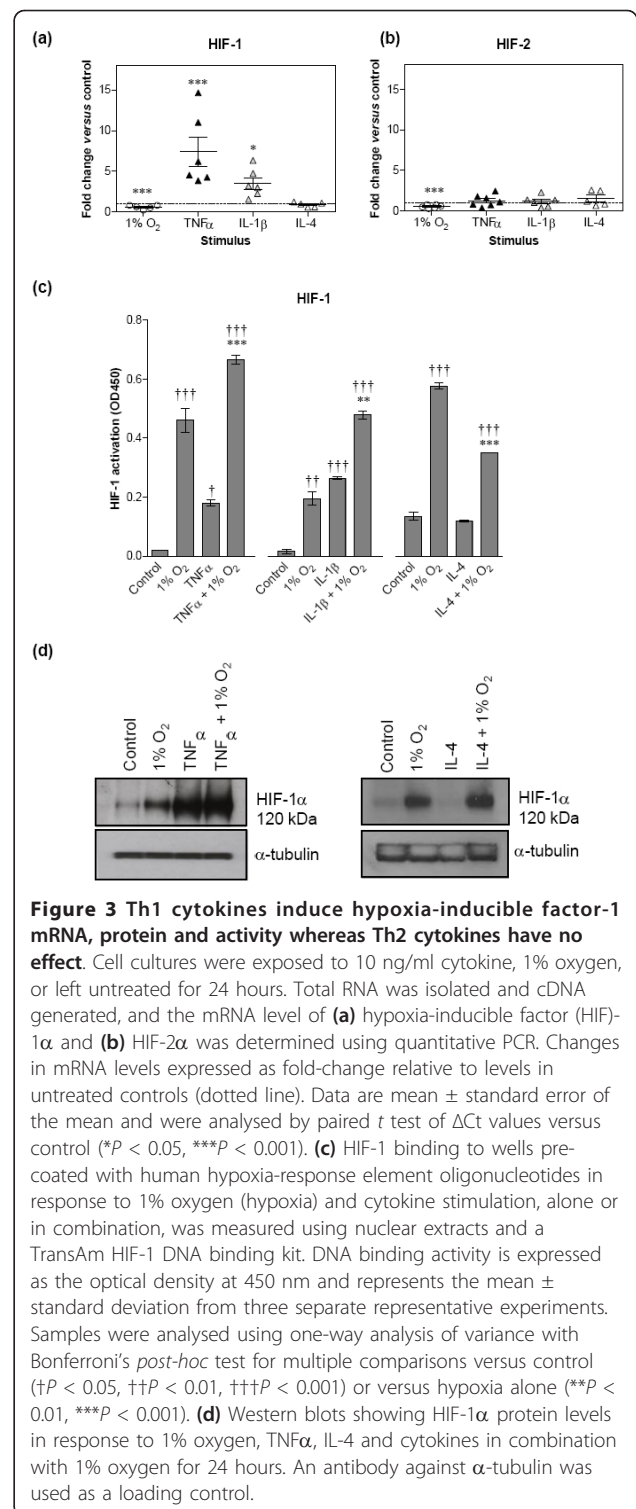 (a)
HIF-1
Fold change versus control
15
10
5
0
***
***
*
1% O2
TNFα
IL-1β
IL-4
Stimulus
(b)
HIF-2
Fold change versus control
15
10
5
0
***
1% O2
TNFα
IL-1β
IL-4
Stimulus
(c)
HIF-1
HIF-1 activation (OD450)
0.8
0.6
0.4
0.2
0.0
†††
†
†††
***
††
†††
†††
**
†††
†††
***
Control
1% O2
TNFα
TNFα + 1% O2
Control
1% O2
IL-1β
IL-1β + 1% O2
Control
1% O2
IL-4
IL-4 + 1% O2
(d)
Control
1% O2
TNFα
TNFα + 1% O2
HIF-1α
120 kDa
α-tubulin
Control
1% O2
IL-4
IL-4 + 1% O2
HIF-1α
120 kDa
α-tubulin
Figure 3 Th1 cytokines induce hypoxia-inducible factor-1
mRNA, protein and activity whereas Th2 cytokines have no
effect. Cell cultures were exposed to 10 ng/ml cytokine, 1% oxygen,
or left untreated for 24 hours. Total RNA was isolated and cDNA
generated, and the mRNA level of (a) hypoxia-inducible factor (HIF)-
1α and (b) HIF-2α was determined using quantitative PCR. Changes
in mRNA levels expressed as fold-change relative to levels in
untreated controls (dotted line). Data are mean ± standard error of
the mean and were analysed by paired t test of ΔCt values versus
control (*P < 0.05, ***P < 0.001). (c) HIF-1 binding to wells pre-
coated with human hypoxia-response element oligonucleotides in
response to 1% oxygen (hypoxia) and cytokine stimulation, alone or
in combination, was measured using nuclear extracts and a
TransAm HIF-1 DNA binding kit. DNA binding activity is expressed
as the optical density at 450 nm and represents the mean ±
standard deviation from three separate representative experiments.
Samples were analysed using one-way analysis of variance with
Bonferroni's post-hoc test for multiple comparisons versus control
(†P < 0.05, ††P < 0.01, †††P < 0.001) or versus hypoxia alone (**P <
0.01, ***P < 0.001). (d) Western blots showing HIF-1α protein levels
in response to 1% oxygen, TNFα, IL-4 and cytokines in combination
with 1% oxygen for 24 hours. An antibody against α-tubulin was
used as a loading control.